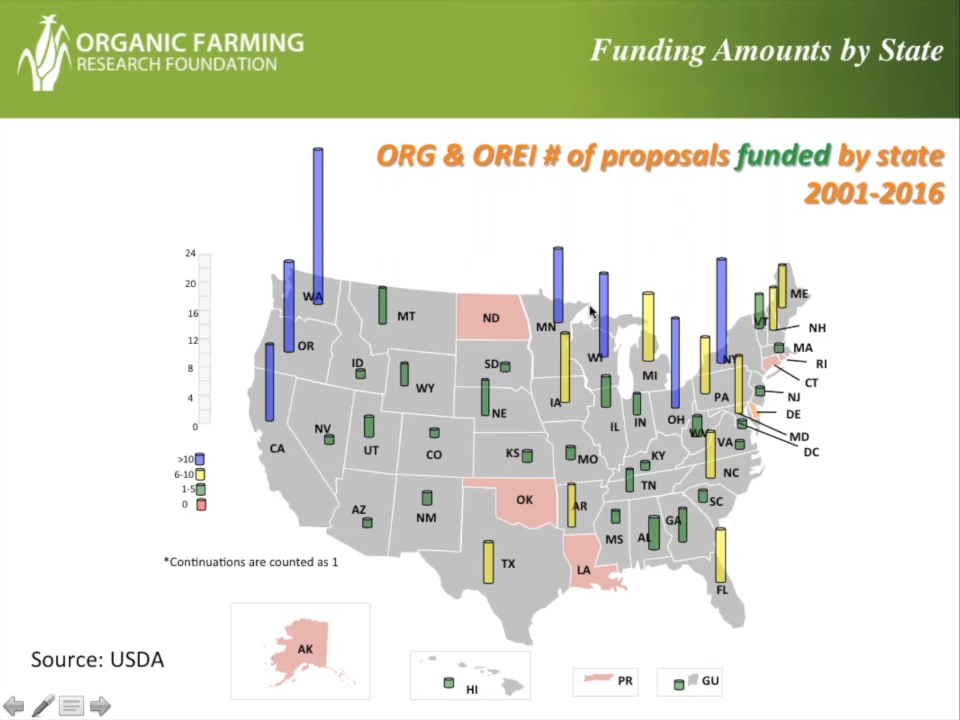 ORGANIC FARMING
RESEARCH FOUNDATION
Funding Amounts by State
ORG & OREI # of proposals funded by state
2001-2016
24
20
16
12
8
4
0
>10
6-10
1-5
0
WA
OR
CA
ID
NV
MT
WY
UT
AZ
CO
NM
ND
SD
NE
KS
OK
TX
MN
IA
MO
AR
LA
WI
IL
IN
MI
OH
KY
TN
MS
AL
GA
FL
SC
NC
VA
WV
PA
NY
VT
ME
NH
MA
RI
CT
NJ
DE
MD
DC
*Continuations are counted as 1
AK
HI
PR
GU
Source: USDA